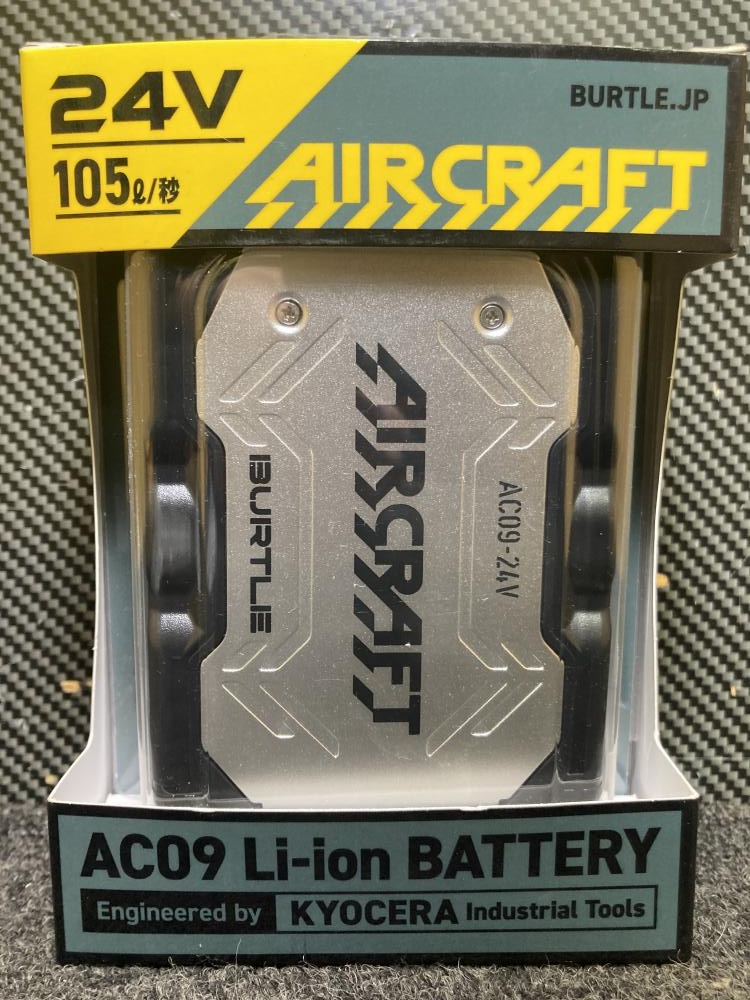 24V
BURTLE.JP
105ℓ/秒
AIRCRAFT
AIRCRAFT
BURTLE
AC09-24V
AC09 Li-ion BATTERY
Engineered by KYOCERA Industrial Tools